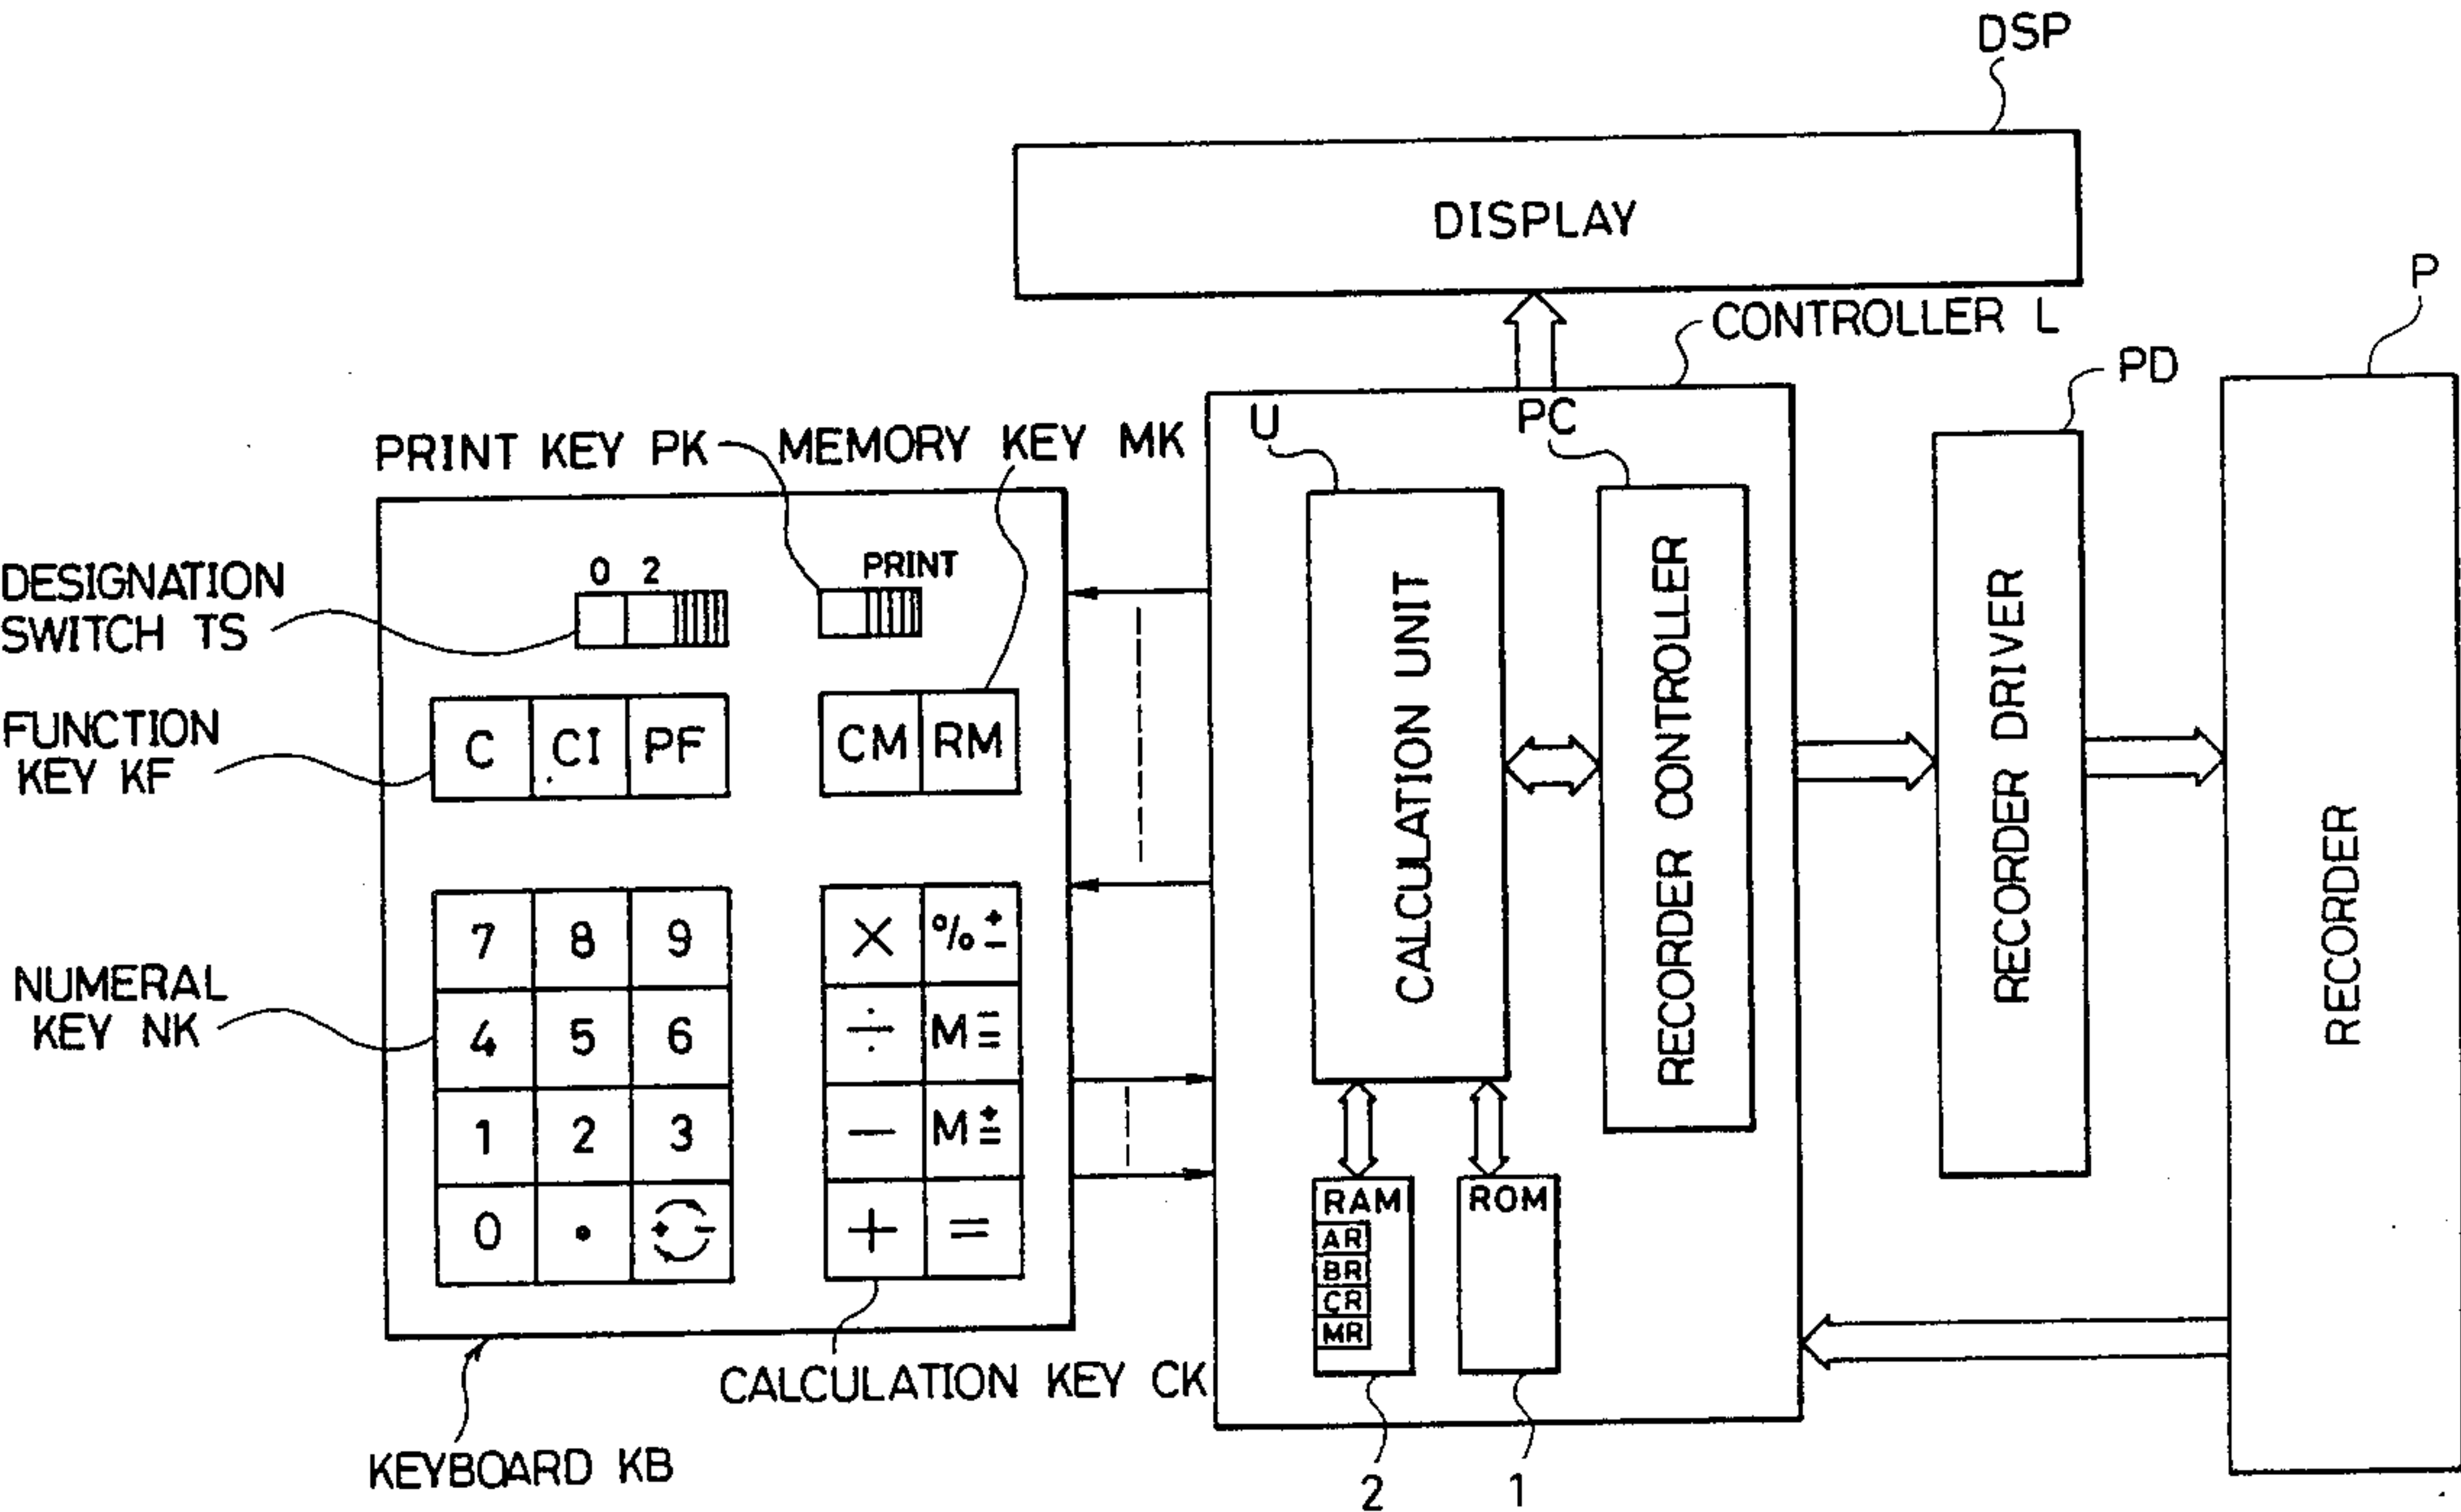 DSP
DISPLAY
P
CONTROLLER L
PD
U
PC
PRINT KEY PK
MEMORY KEY MK
DESIGNATION
SWITCH TS
0 2
PRINT
FUNCTION
KEY KF
C CI PF
CM RM
NUMERAL
KEY NK
7 8 9
4 5 6
1 2 3
0 . + -
× %±
÷ M=
− M±=
+ =
CALCULATION UNIT
RECORDER CONTROLLER
RECORDER DRIVER
RECORDER
RAM
AR
BR
CR
MR
ROM
CALCULATION KEY CK
KEYBOARD KB
2
1